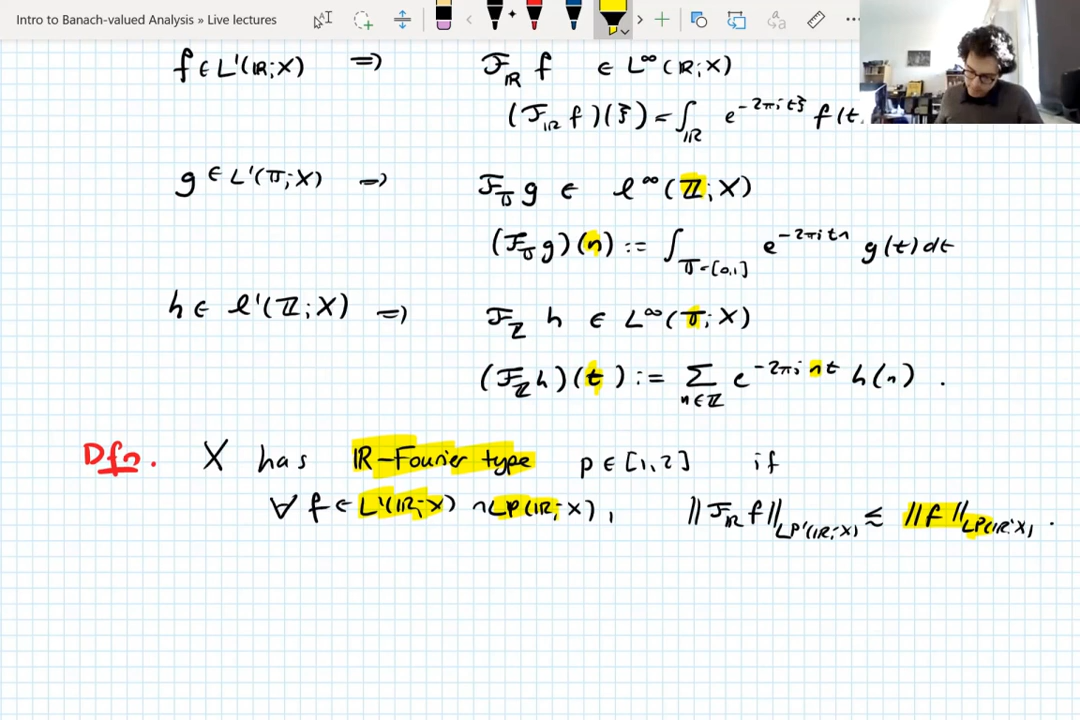 Intro to Banach-valued Analysis » Live lectures
f ∈ L¹(ℝ;X) ⇒ ℱ_ℝ f ∈ L^∞(ℝ;X)
(ℱ_ℝ f)(ξ) = ∫_ℝ e^{-2πitξ} f(t
g ∈ L¹(𝕋;X) ⇒ ℱ_𝕋 g ∈ ℓ^∞(ℤ;X)
(ℱ_𝕋 g)(n) := ∫_{𝕋=[0,1]} e^{-2πitn} g(t)dt
h ∈ ℓ¹(ℤ;X) ⇒ ℱ_ℤ h ∈ L^∞(𝕋;X)
(ℱ_ℤ h)(t) := Σ_{n∈ℤ} e^{-2πint} h(n).
Dfn. X has ℝ-Fourier type p ∈ [1,2] if
∀ f ∈ L¹(ℝ;X) ∩ L^p(ℝ;X), ‖ℱ_ℝ f‖_{L^{p'}(ℝ;X)} ≲ ‖f‖_{L^p(ℝ;X)}.